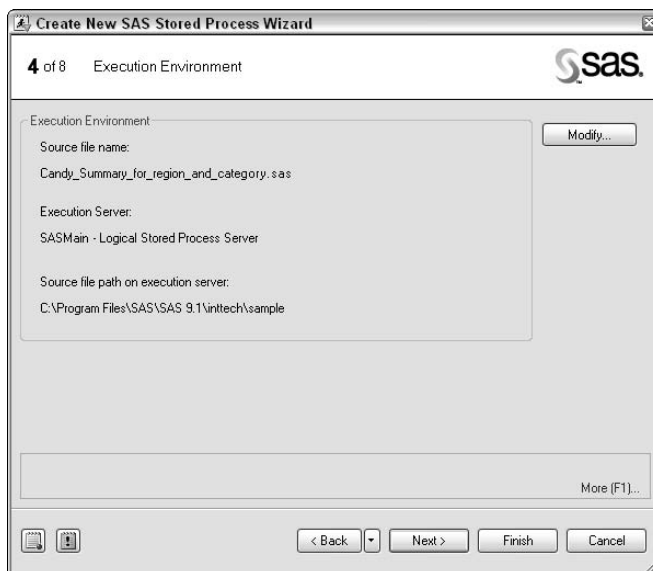 Create New SAS Stored Process Wizard
4 of 8 Execution Environment
sas.
Execution Environment
Modify...
Source file name:
Candy_Summary_for_region_and_category.sas
Execution Server:
SASMain - Logical Stored Process Server
Source file path on execution server:
C:\Program Files\SAS\SAS 9.1\inttech\sample
More (F1)...
< Back
Next >
Finish
Cancel